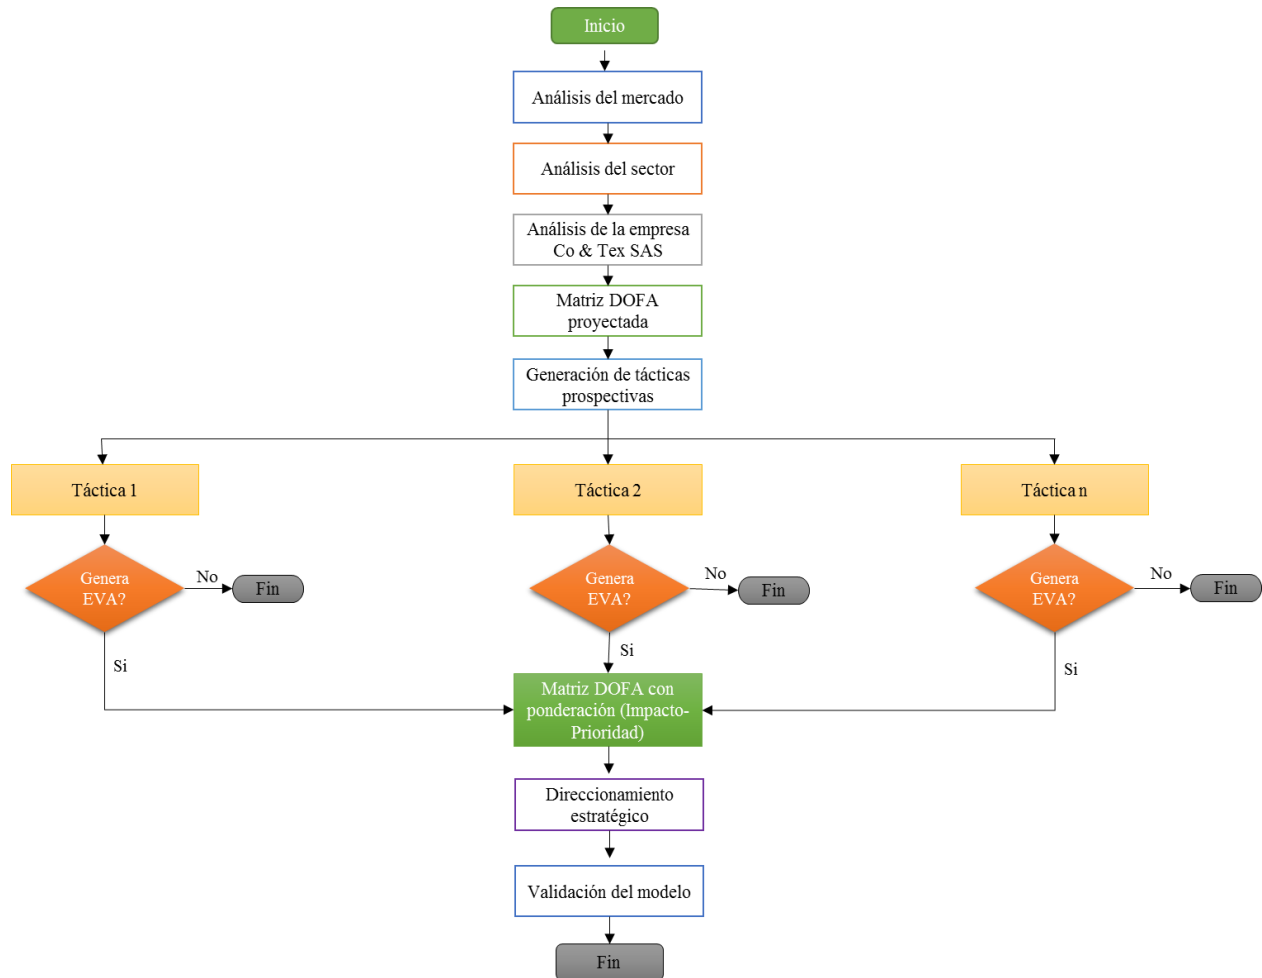 Inicio
Análisis del mercado
Análisis del sector
Análisis de la empresa
Co & Tex SAS
Matriz DOFA
proyectada
Generación de tácticas
prospectivas
Táctica 1
Táctica 2
Táctica n
Genera
EVA?
No
Fin
Genera
EVA?
No
Fin
Genera
EVA?
No
Fin
Si
Si
Si
Matriz DOFA con
ponderación (Impacto-
Prioridad)
Direccionamiento
estratégico
Validación del modelo
Fin